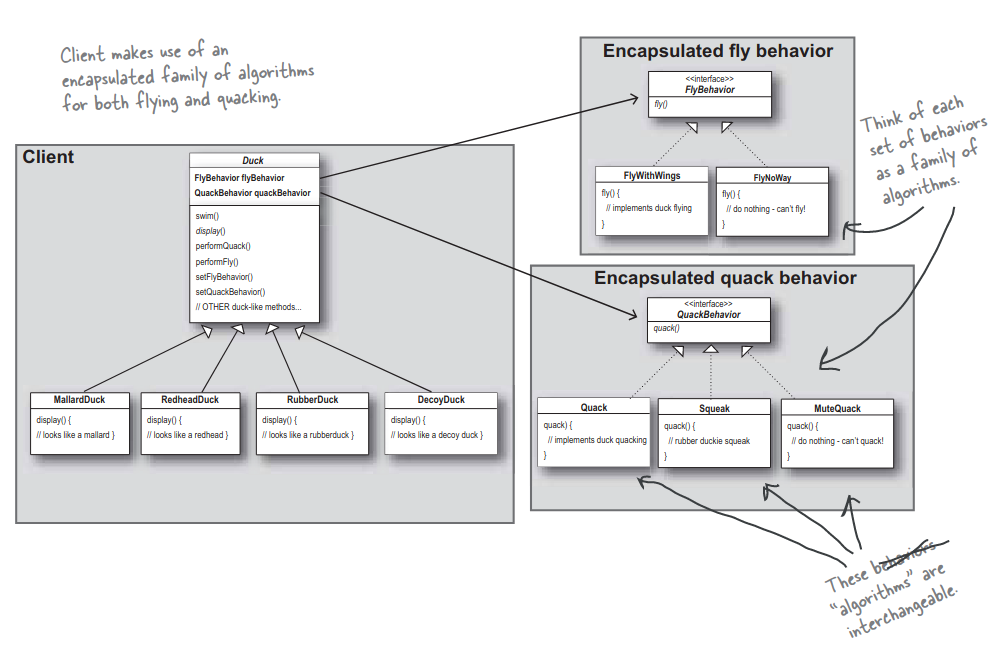 Client makes use of an
encapsulated family of algorithms
for both flying and quacking.
Client
Duck
FlyBehavior flyBehavior
QuackBehavior quackBehavior
swim()
display()
performQuack()
performFly()
setFlyBehavior()
setQuackBehavior()
// OTHER duck-like methods...
MallardDuck
display() {
// looks like a mallard }
RedheadDuck
display() {
// looks like a redhead }
RubberDuck
display() {
// looks like a rubberduck }
DecoyDuck
display() {
// looks like a decoy duck }
Encapsulated fly behavior
<<interface>>
FlyBehavior
fly()
FlyWithWings
fly() {
// implements duck flying
}
FlyNoWay
fly() {
// do nothing - can't fly!
}
Think of each
set of behaviors
as a family of
algorithms.
Encapsulated quack behavior
<<interface>>
QuackBehavior
quack()
Quack
quack) {
// implements duck quacking
}
Squeak
quack() {
// rubber duckie squeak
}
MuteQuack
quack() {
// do nothing - can't quack!
}
These behaviors
“algorithms” are
interchangeable.